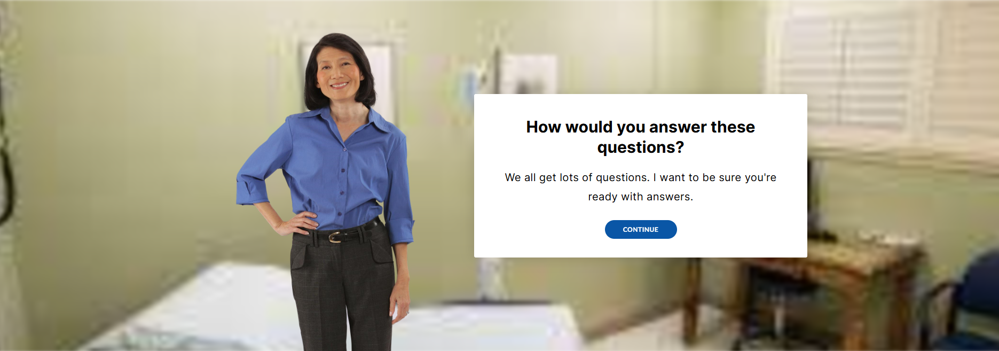 How would you answer these
questions?
We all get lots of questions. I want to be sure you're
ready with answers.
CONTINUE